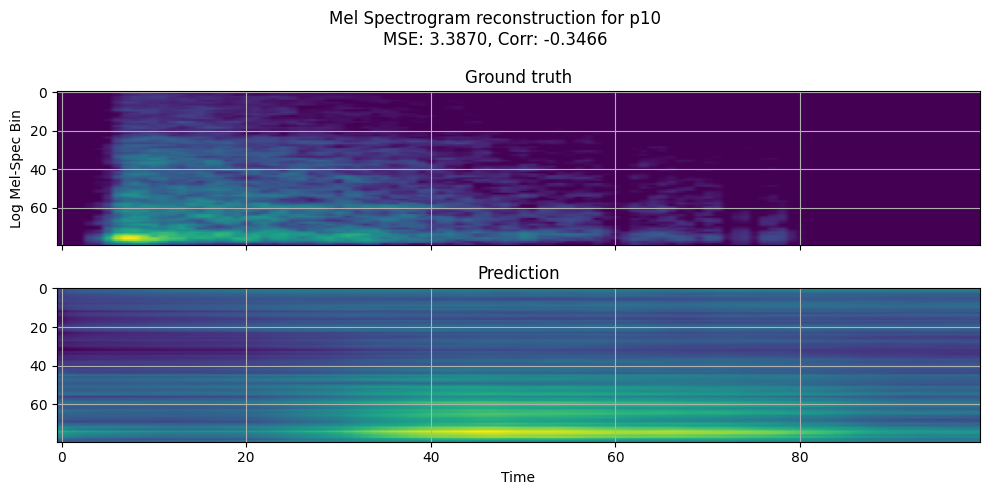 Mel Spectrogram reconstruction for p10
MSE: 3.3870, Corr: -0.3466
Ground truth
Log Mel-Spec Bin
0
20
40
60
Prediction
0
20
40
60
0 20 40 60 80
Time